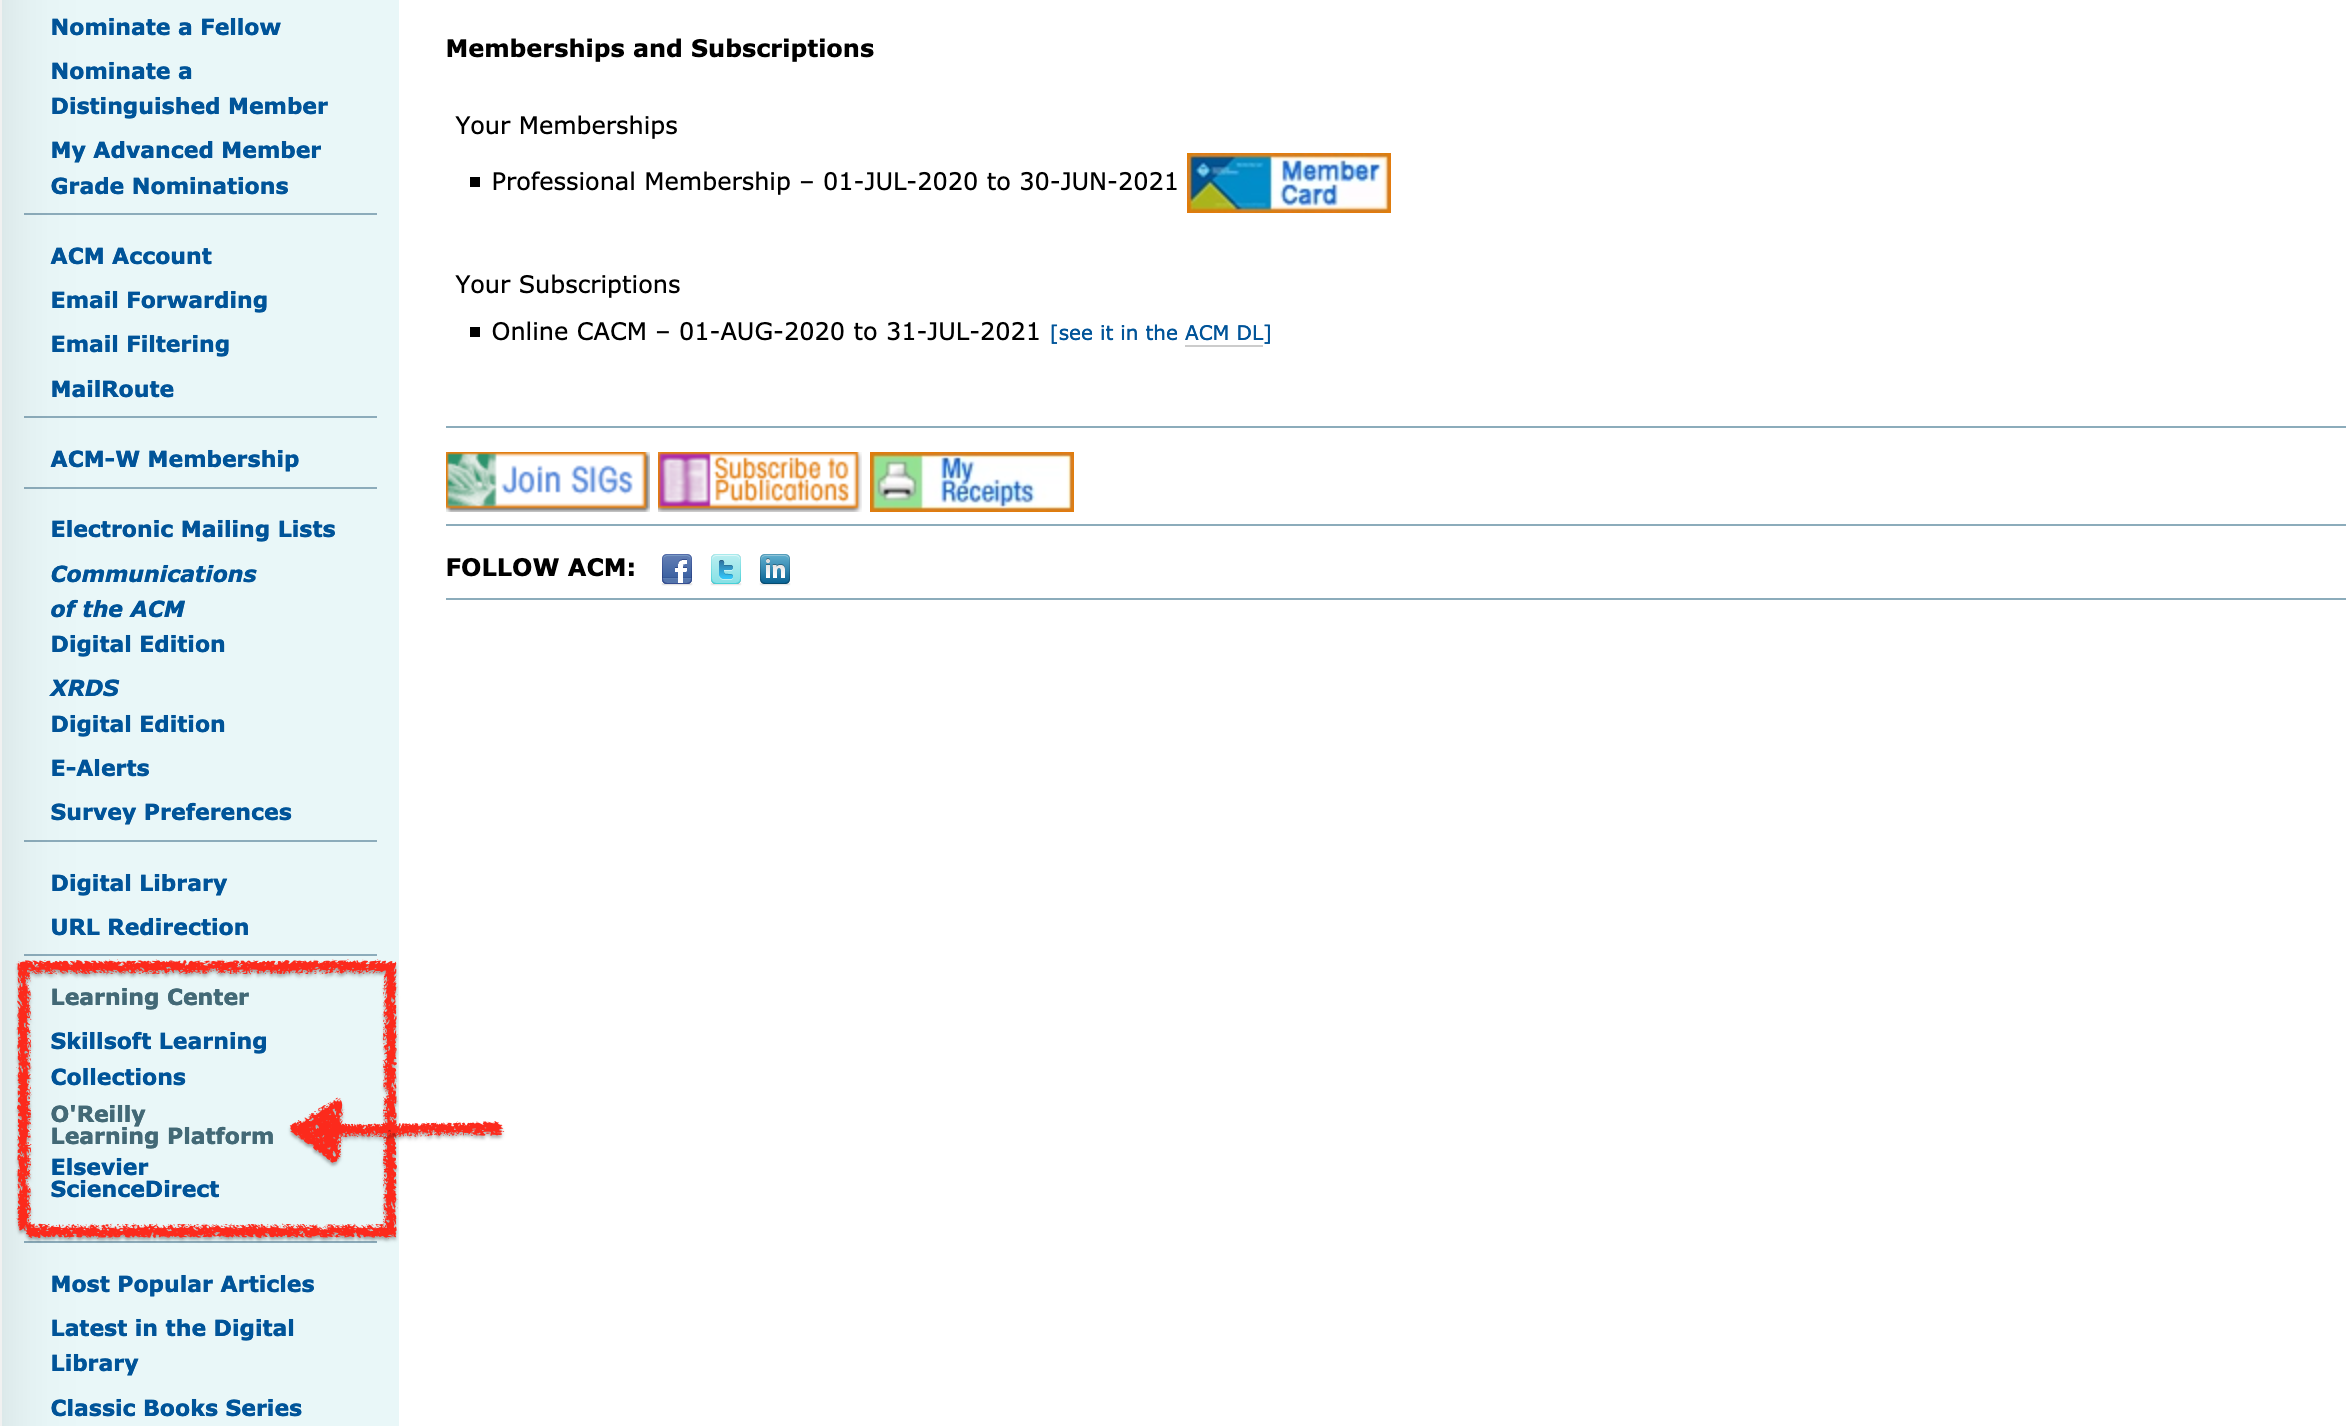 Nominate a Fellow
Nominate a
Distinguished Member
My Advanced Member
Grade Nominations
ACM Account
Email Forwarding
Email Filtering
MailRoute
ACM-W Membership
Electronic Mailing Lists
Communications
of the ACM
Digital Edition
XRDS
Digital Edition
E-Alerts
Survey Preferences
Digital Library
URL Redirection
Learning Center
Skillsoft Learning
Collections
O'Reilly
Learning Platform
Elsevier
ScienceDirect
Most Popular Articles
Latest in the Digital
Library
Classic Books Series
Memberships and Subscriptions
Your Memberships
Professional Membership – 01-JUL-2020 to 30-JUN-2021
Member
Card
Your Subscriptions
Online CACM – 01-AUG-2020 to 31-JUL-2021 [see it in the ACM DL]
Join SIGs
Subscribe to
Publications
My
Receipts
FOLLOW ACM: f t in